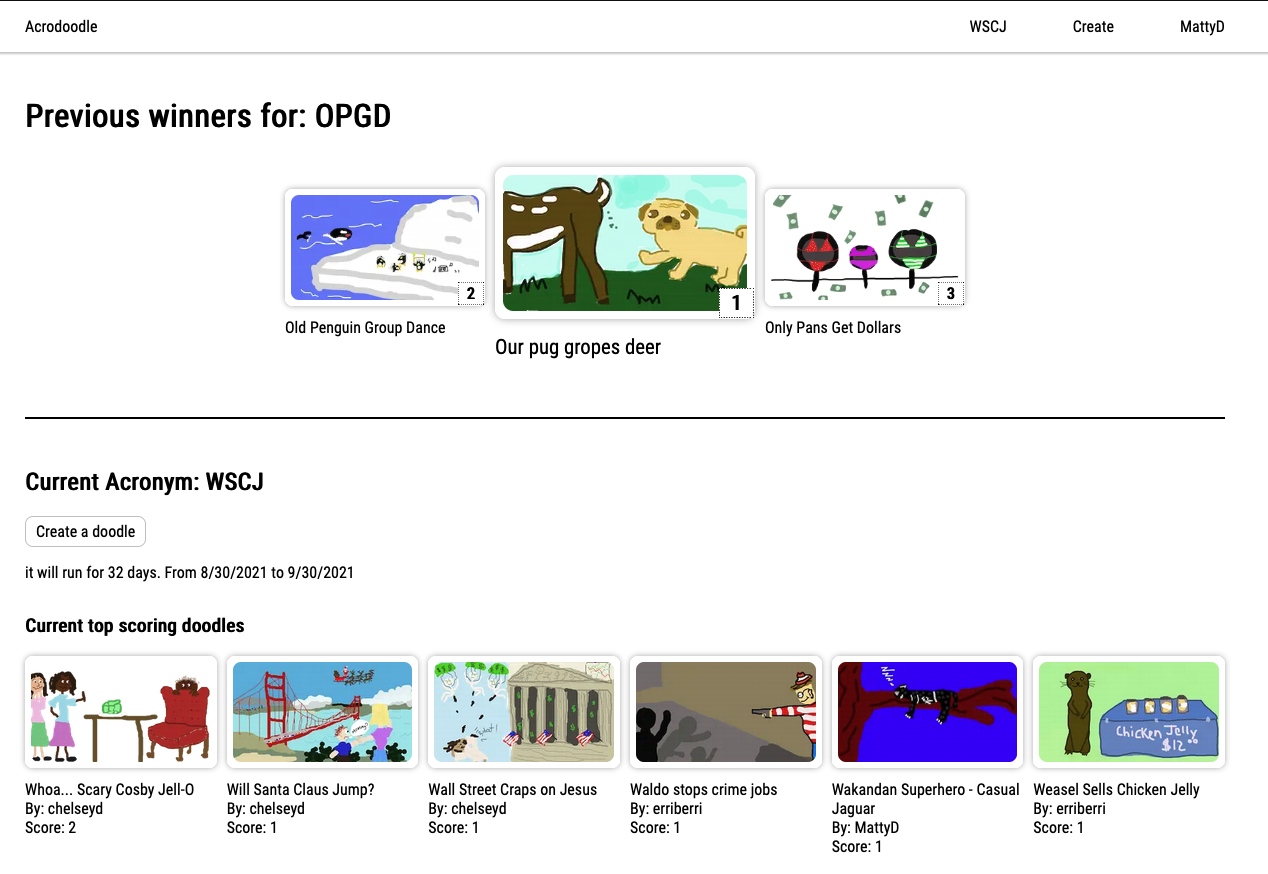 Acrodoodle
WSCJ
Create
MattyD
Previous winners for: OPGD
2
1
3
Old Penguin Group Dance
Our pug gropes deer
Only Pans Get Dollars
Current Acronym: WSCJ
Create a doodle
it will run for 32 days. From 8/30/2021 to 9/30/2021
Current top scoring doodles
Chicken Jelly
$12
Whoa... Scary Cosby Jell-O
By: chelseyd
Score: 2
Will Santa Claus Jump?
By: chelseyd
Score: 1
Wall Street Craps on Jesus
By: chelseyd
Score: 1
Waldo stops crime jobs
By: erriberri
Score: 1
Wakandan Superhero - Casual
Jaguar
By: MattyD
Score: 1
Weasel Sells Chicken Jelly
By: erriberri
Score: 1